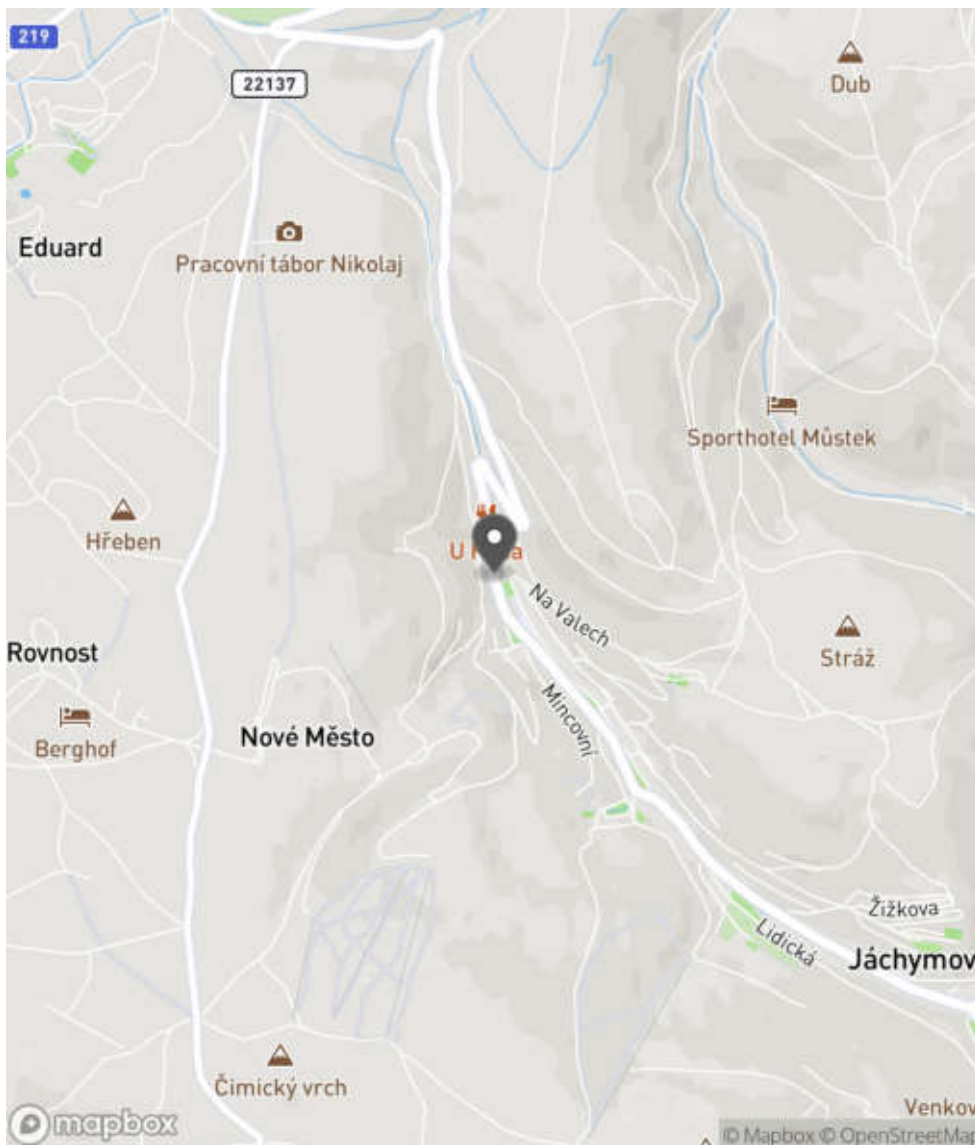 219
22137
Dub
Eduard
Pracovní tábor Nikolaj
Sporthotel Můstek
Hřeben
U
Na Valech
Rovnost
Stráž
Mincovní
Berghof
Nové Město
Žižkova
Lidická
Jáchymov
Čimický vrch
Venkov
mapbox
© Mapbox © OpenStreetMap